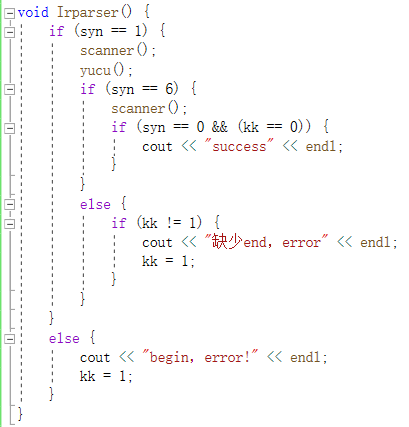 void Irparser() {
    if (syn == 1) {
        scanner();
        yucu();
        if (syn == 6) {
            scanner();
            if (syn == 0 && (kk == 0)) {
                cout << "success" << endl;
            }
        }
        else {
            if (kk != 1) {
                cout << "缺少end, error" << endl;
                kk = 1;
            }
        }
    }
    else {
        cout << "begin, error!" << endl;
        kk = 1;
    }
}